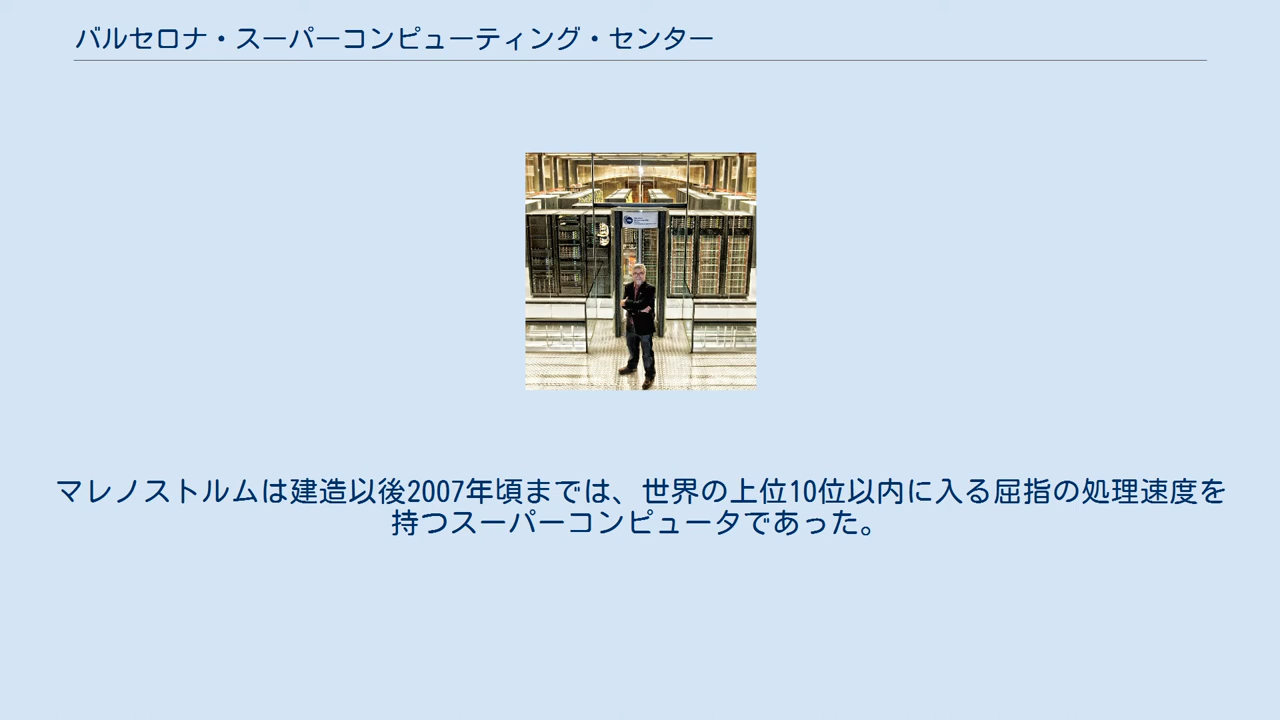 バルセロナ・スーパーコンピューティング・センター
マレノストルムは建造以後2007年頃までは、世界の上位10位以内に入る屈指の処理速度を
持つスーパーコンピュータであった。